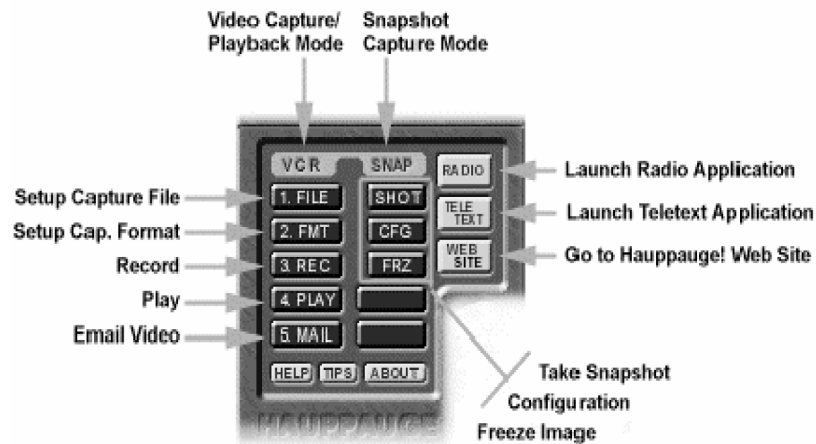 Video Capture/
Playback Mode
Snapshot
Capture Mode
VCR
SNAP
RADIO
Launch Radio Application
Setup Capture File
1. FILE
SHOT
TELE
TEXT
Launch Teletext Application
Setup Cap. Format
2. FMT
CFG
WEB
SITE
Go to Hauppauge! Web Site
Record
3. REC
FRZ
Play
4. PLAY
Email Video
5. MAIL
HELP
TIPS
ABOUT
HAUPPAUGE
Take Snapshot
Configuration
Freeze Image